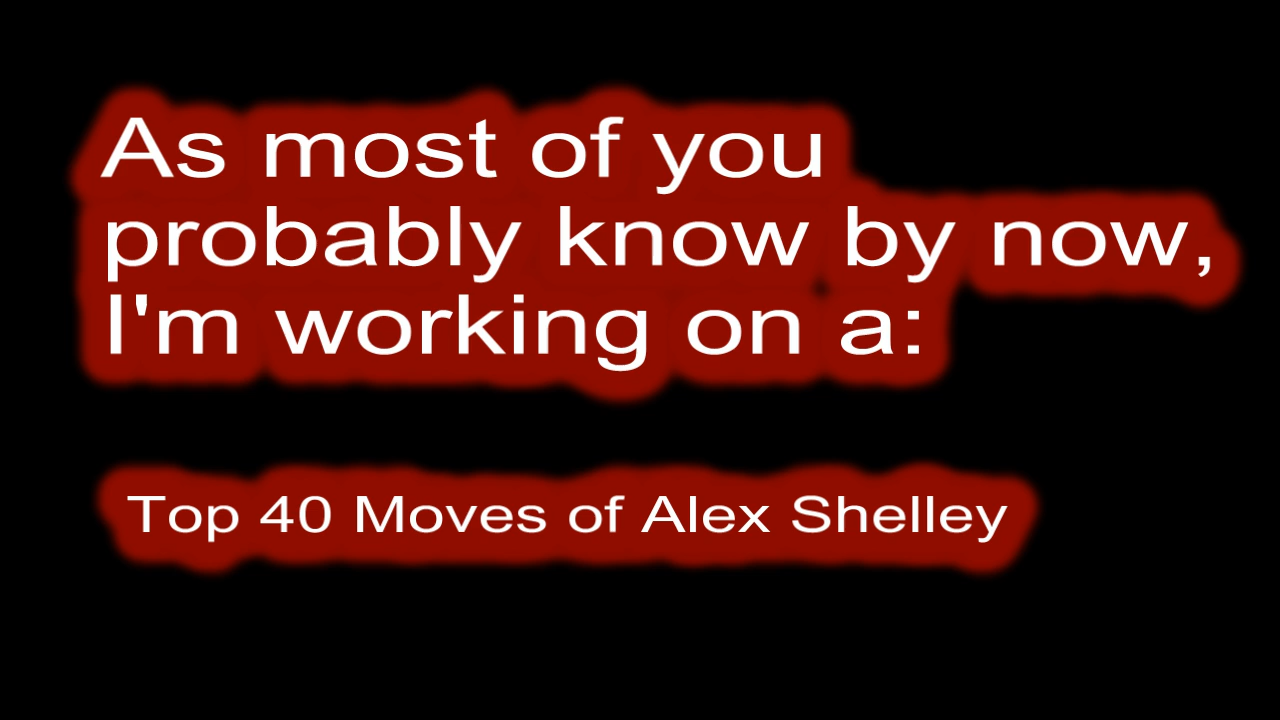 As most of you
probably know by now,
I'm working on a:
Top 40 Moves of Alex Shelley